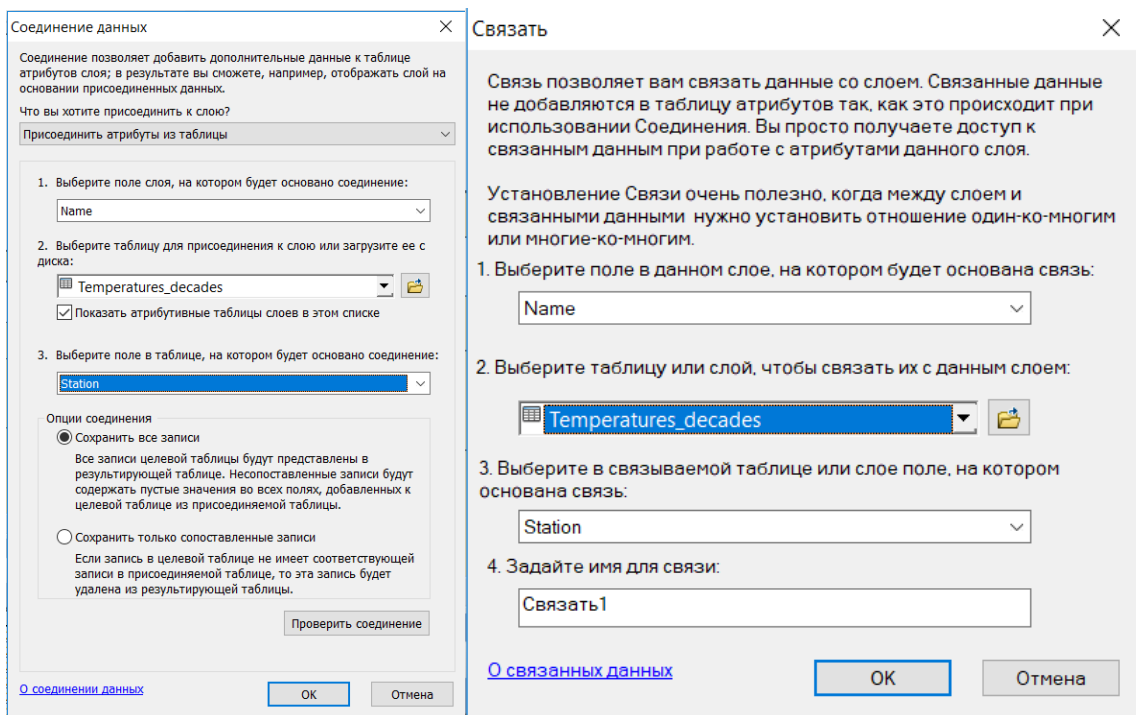 Соединение данных
Соединение позволяет добавить дополнительные данные к таблице
атрибутов слоя; в результате вы сможете, например, отображать слой на
основании присоединенных данных.
Что вы хотите присоединить к слою?
Присоединить атрибуты из таблицы
1. Выберите поле слоя, на котором будет основано соединение:
Name
2. Выберите таблицу для присоединения к слою или загрузите ее с
диска:
Temperatures_decades
Показать атрибутивные таблицы слоев в этом списке
3. Выберите поле в таблице, на котором будет основано соединение:
Station
Опции соединения
Сохранить все записи
Все записи целевой таблицы будут представлены в
результирующей таблице. Несопоставленные записи будут
содержать пустые значения во всех полях, добавленных к
целевой таблице из присоединяемой таблицы.
Сохранить только сопоставленные записи
Если запись в целевой таблице не имеет соответствующей
записи в присоединяемой таблице, то эта запись будет
удалена из результирующей таблицы.
Проверить соединение
О соединении данных
OK
Отмена
Связать
Связь позволяет вам связать данные со слоем. Связанные данные
не добавляются в таблицу атрибутов так, как это происходит при
использовании Соединения. Вы просто получаете доступ к
связанным данным при работе с атрибутами данного слоя.
Установление Связи очень полезно, когда между слоем и
связанными данными нужно установить отношение один-ко-многим
или многие-ко-многим.
1. Выберите поле в данном слое, на котором будет основана связь:
Name
2. Выберите таблицу или слой, чтобы связать их с данным слоем:
Temperatures_decades
3. Выберите в связываемой таблице или слое поле, на котором
основана связь:
Station
4. Задайте имя для связи:
Связать1
О связанных данных
OK
Отмена